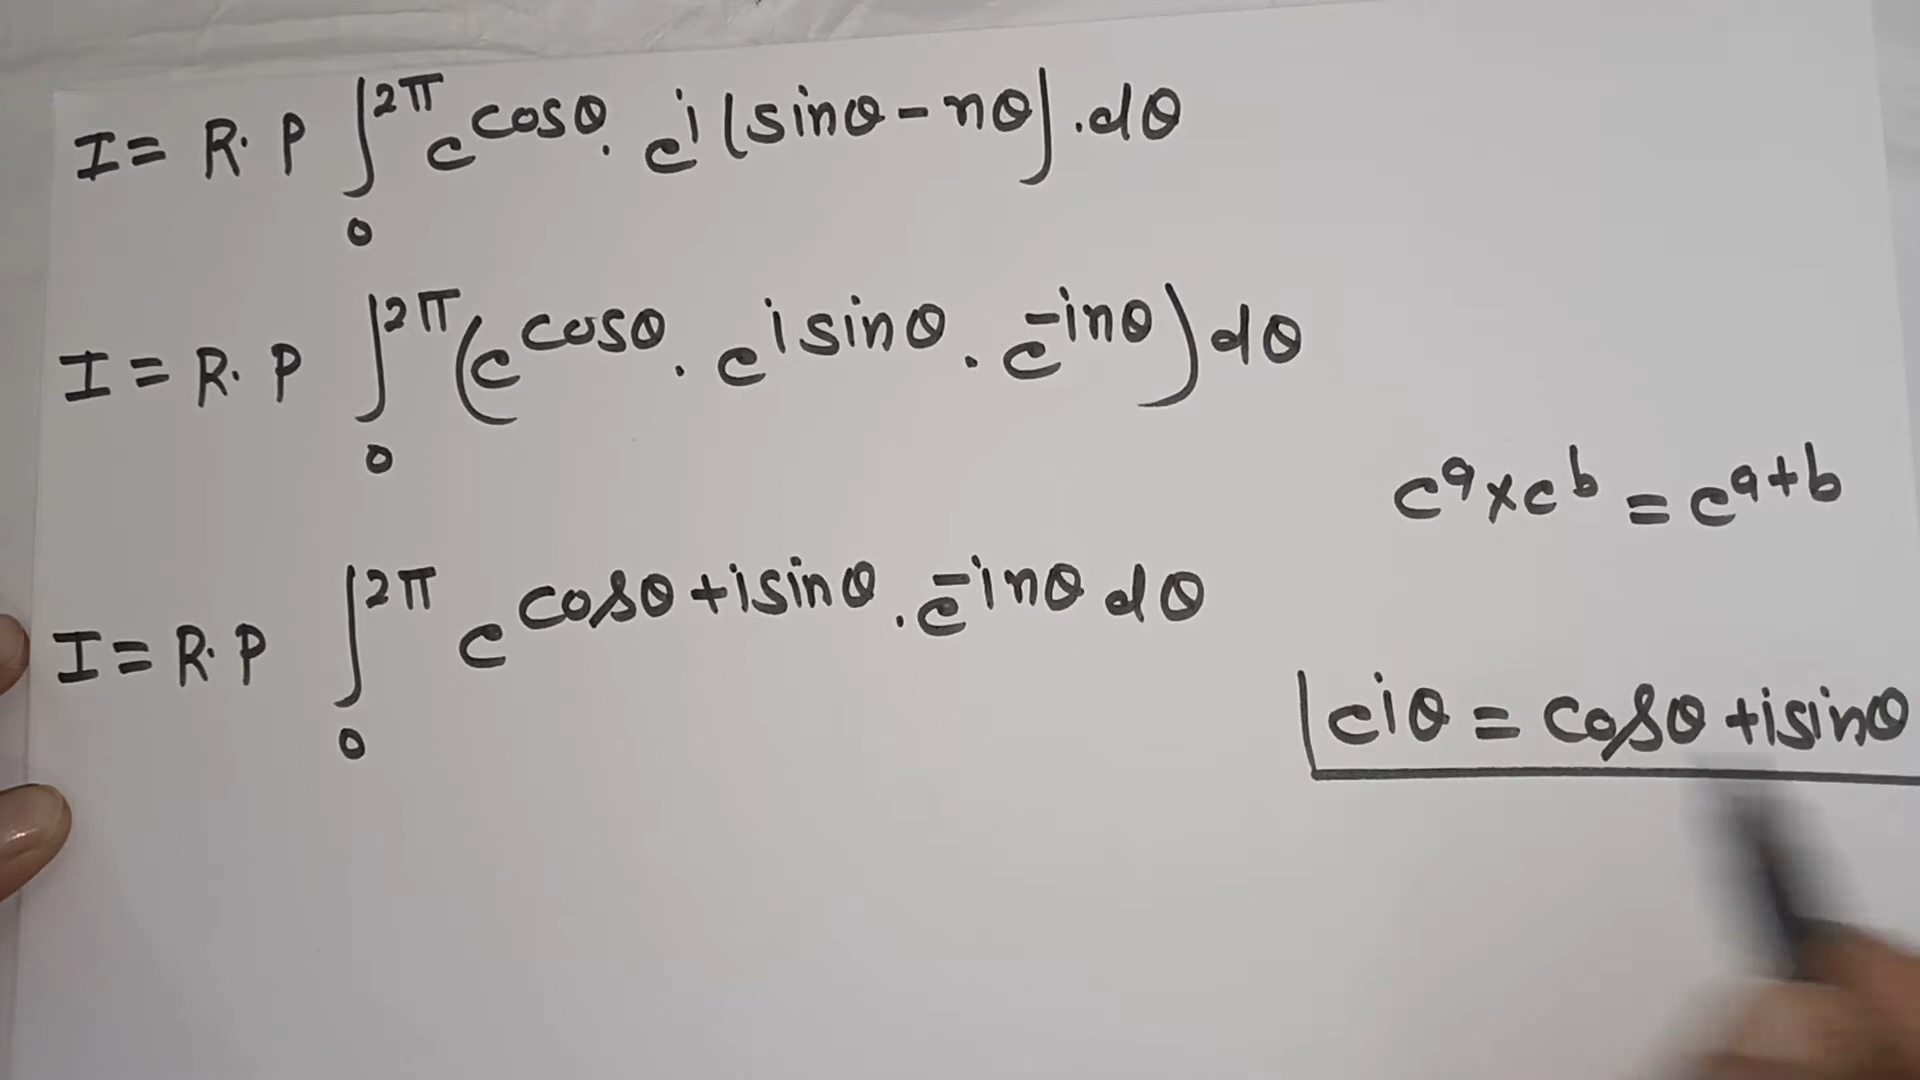 I = R.P ∫₀^2π e^cosθ . e^i(sinθ-nθ) .dθ
I = R.P ∫₀^2π (e^cosθ . e^isinθ . e^-inθ) dθ
e^a × e^b = e^a+b
I = R.P ∫₀^2π e^cosθ+isinθ . e^-inθ dθ
e^iθ = cosθ+isinθ